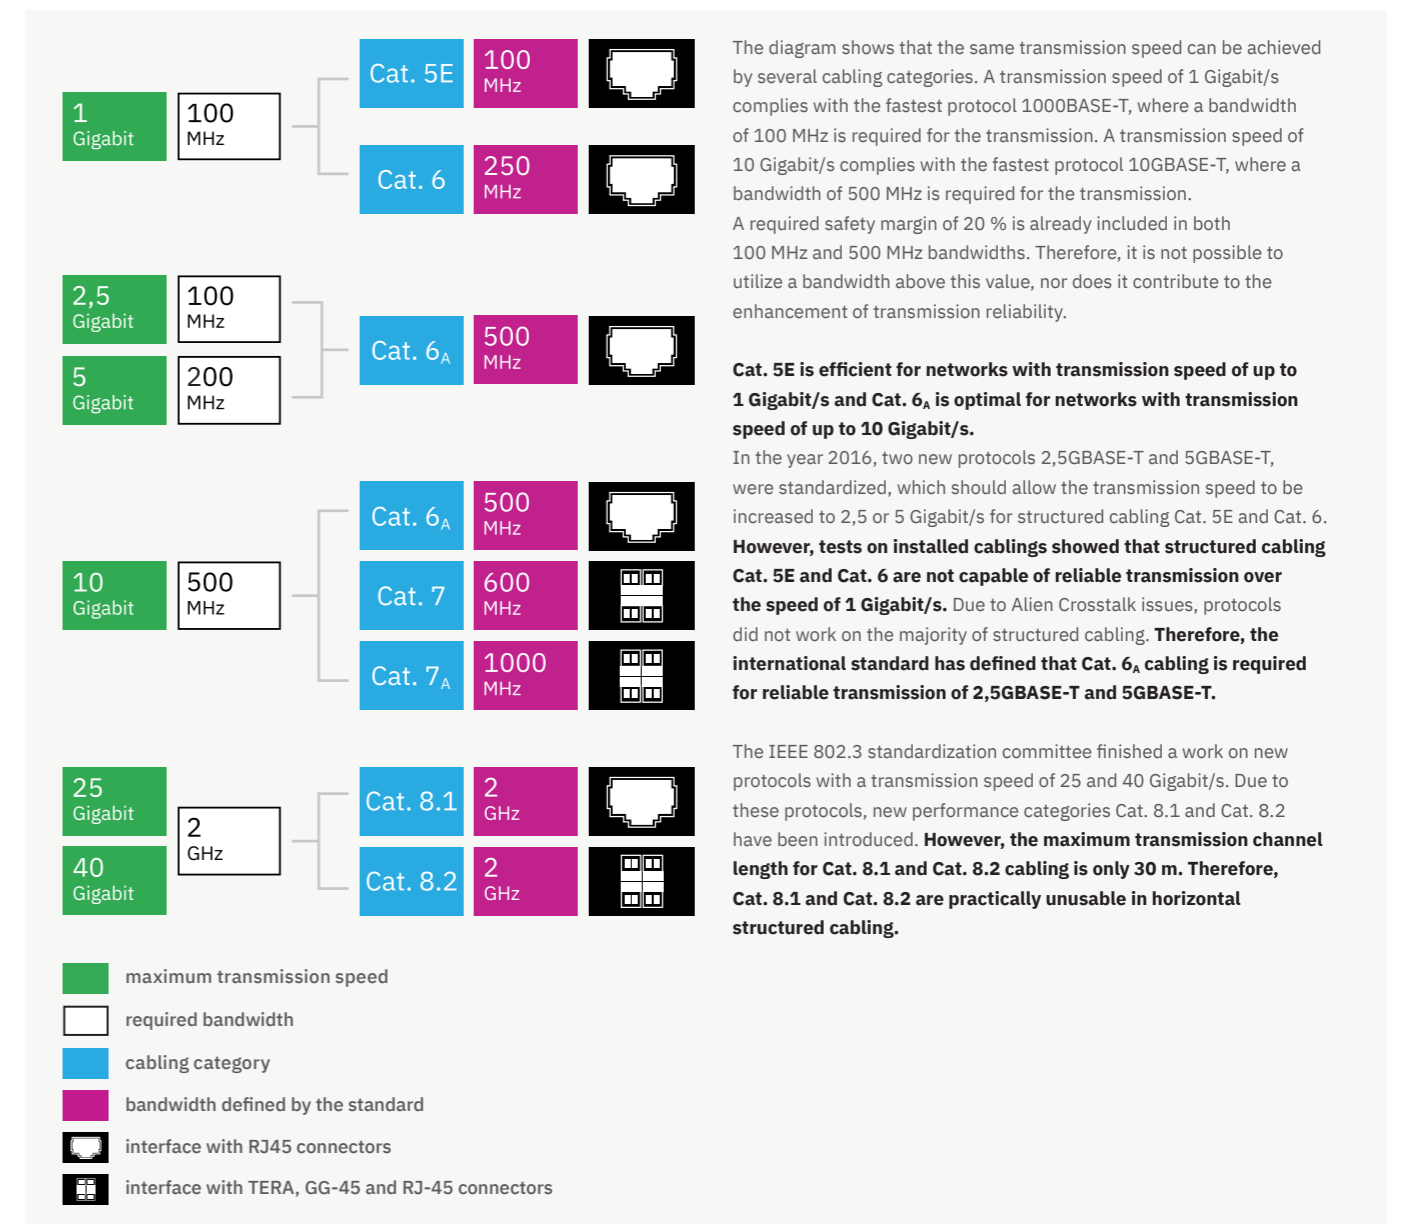 1
Gigabit
100
MHz
Cat. 5E
100
MHz
Cat. 6
250
MHz
2,5
Gigabit
100
MHz
5
Gigabit
200
MHz
Cat. 6A
500
MHz
10
Gigabit
500
MHz
Cat. 6A
500
MHz
Cat. 7
600
MHz
Cat. 7A
1000
MHz
25
Gigabit
40
Gigabit
2
GHz
Cat. 8.1
2
GHz
Cat. 8.2
2
GHz
maximum transmission speed
required bandwidth
cabling category
bandwidth defined by the standard
interface with RJ45 connectors
interface with TERA, GG-45 and RJ-45 connectors
The diagram shows that the same transmission speed can be achieved
by several cabling categories. A transmission speed of 1 Gigabit/s
complies with the fastest protocol 1000BASE-T, where a bandwidth
of 100 MHz is required for the transmission. A transmission speed of
10 Gigabit/s complies with the fastest protocol 10GBASE-T, where a
bandwidth of 500 MHz is required for the transmission.
A required safety margin of 20 % is already included in both
100 MHz and 500 MHz bandwidths. Therefore, it is not possible to
utilize a bandwidth above this value, nor does it contribute to the
enhancement of transmission reliability.
Cat. 5E is efficient for networks with transmission speed of up to
1 Gigabit/s and Cat. 6A is optimal for networks with transmission
speed of up to 10 Gigabit/s.
In the year 2016, two new protocols 2,5GBASE-T and 5GBASE-T,
were standardized, which should allow the transmission speed to be
increased to 2,5 or 5 Gigabit/s for structured cabling Cat. 5E and Cat. 6.
However, tests on installed cablings showed that structured cabling
Cat. 5E and Cat. 6 are not capable of reliable transmission over
the speed of 1 Gigabit/s. Due to Alien Crosstalk issues, protocols
did not work on the majority of structured cabling. Therefore, the
international standard has defined that Cat. 6A cabling is required
for reliable transmission of 2,5GBASE-T and 5GBASE-T.
The IEEE 802.3 standardization committee finished a work on new
protocols with a transmission speed of 25 and 40 Gigabit/s. Due to
these protocols, new performance categories Cat. 8.1 and Cat. 8.2
have been introduced. However, the maximum transmission channel
length for Cat. 8.1 and Cat. 8.2 cabling is only 30 m. Therefore,
Cat. 8.1 and Cat. 8.2 are practically unusable in horizontal
structured cabling.